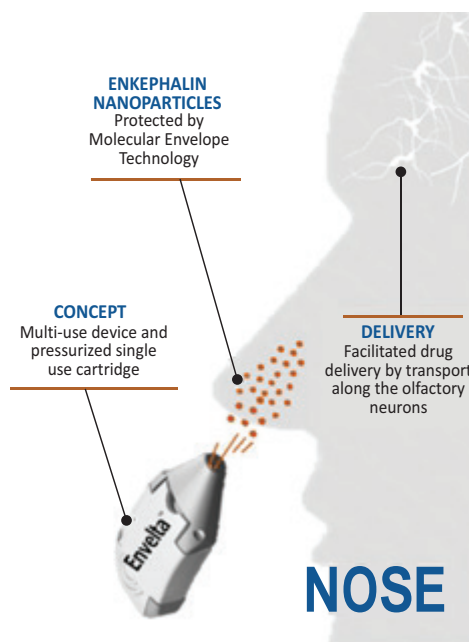 ENKEPHALIN
NANOPARTICLES
Protected by
Molecular Envelope
Technology
CONCEPT
Multi-use device and
pressurized single
use cartridge
DELIVERY
Facilitated drug
delivery by transport
along the olfactory
neurons
Envelta™
NOSE